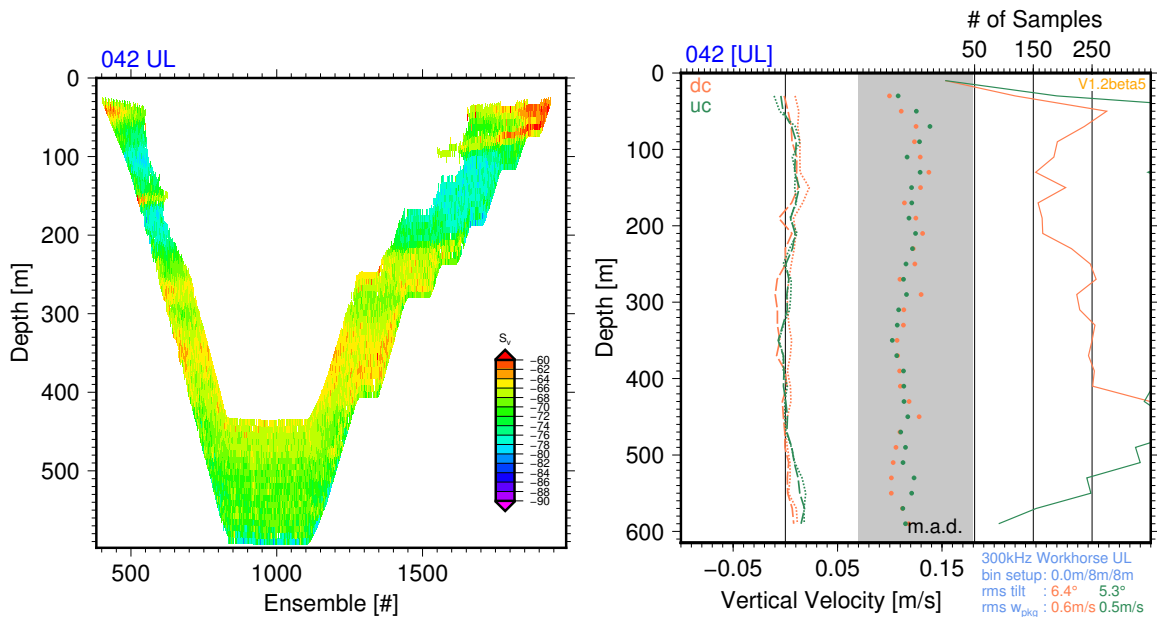 042 UL
0
100
200
300
400
500
Depth [m]
500
1000
1500
Ensemble [#]
Sv
−60
−62
−64
−66
−68
−70
−72
−74
−76
−78
−80
−82
−84
−86
−88
−90
# of Samples
50 150 250
042 [UL]
dc
uc
V1.2beta5
0
100
200
300
400
500
600
Depth [m]
m.a.d.
−0.05 0.05 0.15
Vertical Velocity [m/s]
300kHz Workhorse UL
bin setup : 0.0m/8m/8m
rms tilt : 6.4° 5.3°
rms wpkg : 0.6m/s 0.5m/s